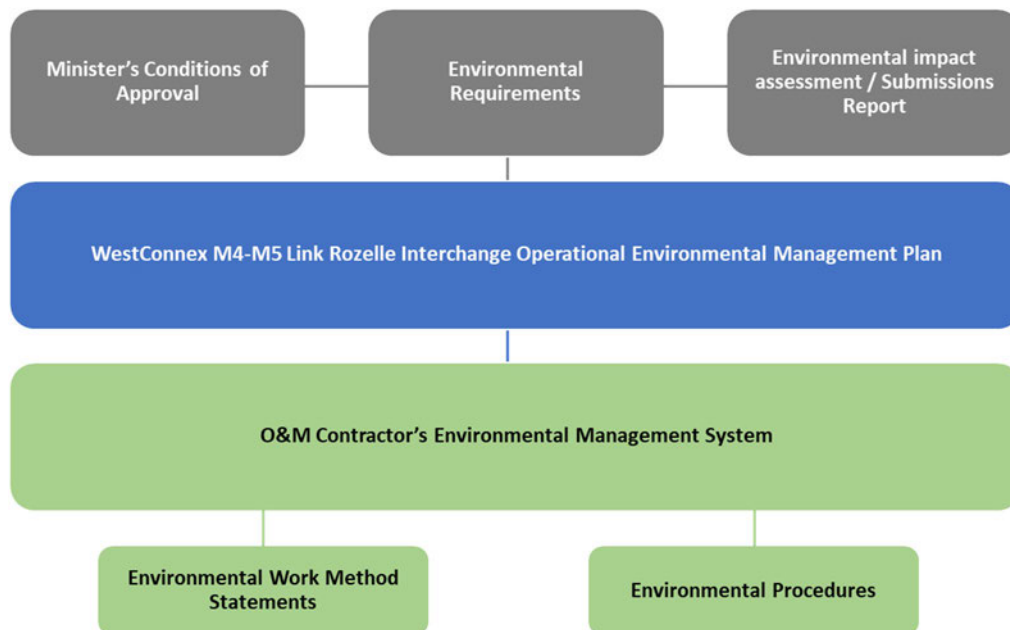 Minister's Conditions of
Approval
Environmental
Requirements
Environmental impact
assessment / Submissions
Report
WestConnex M4-M5 Link Rozelle Interchange Operational Environmental Management Plan
O&M Contractor's Environmental Management System
Environmental Work Method
Statements
Environmental Procedures